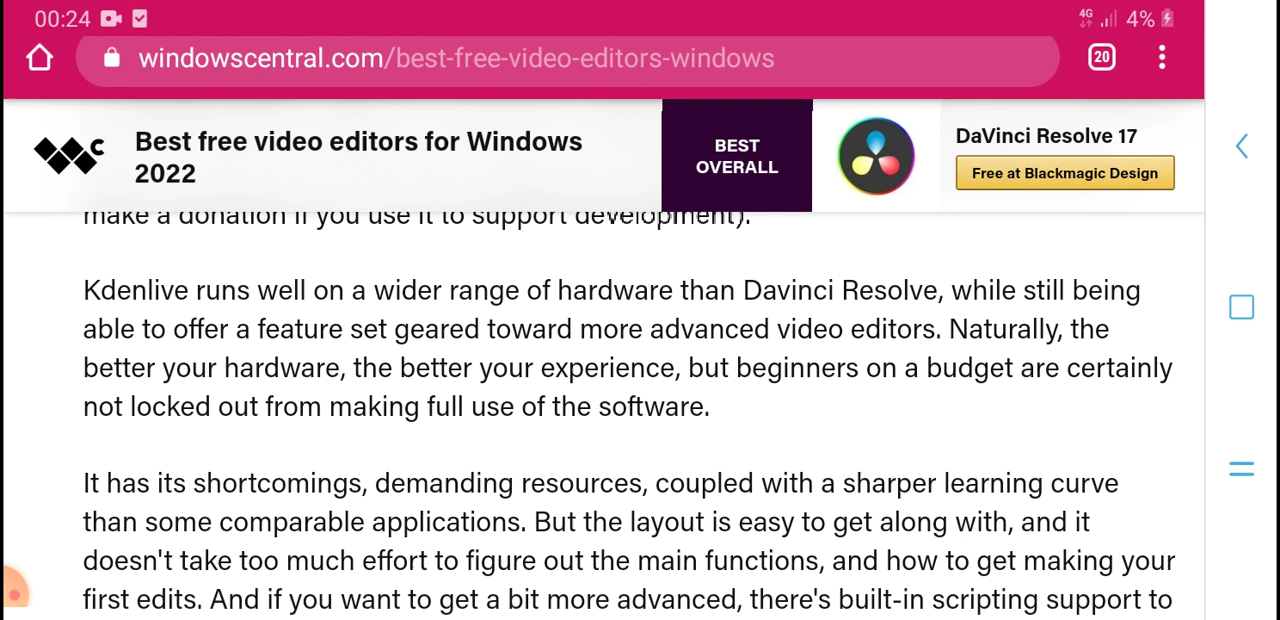 00:24
4G
4%
windowscentral.com/best-free-video-editors-windows
20
C
Best free video editors for Windows
2022
BEST
OVERALL
DaVinci Resolve 17
Free at Blackmagic Design
make a donation if you use it to support development).
Kdenlive runs well on a wider range of hardware than Davinci Resolve, while still being
able to offer a feature set geared toward more advanced video editors. Naturally, the
better your hardware, the better your experience, but beginners on a budget are certainly
not locked out from making full use of the software.
It has its shortcomings, demanding resources, coupled with a sharper learning curve
than some comparable applications. But the layout is easy to get along with, and it
doesn't take too much effort to figure out the main functions, and how to get making your
first edits. And if you want to get a bit more advanced, there's built-in scripting support to